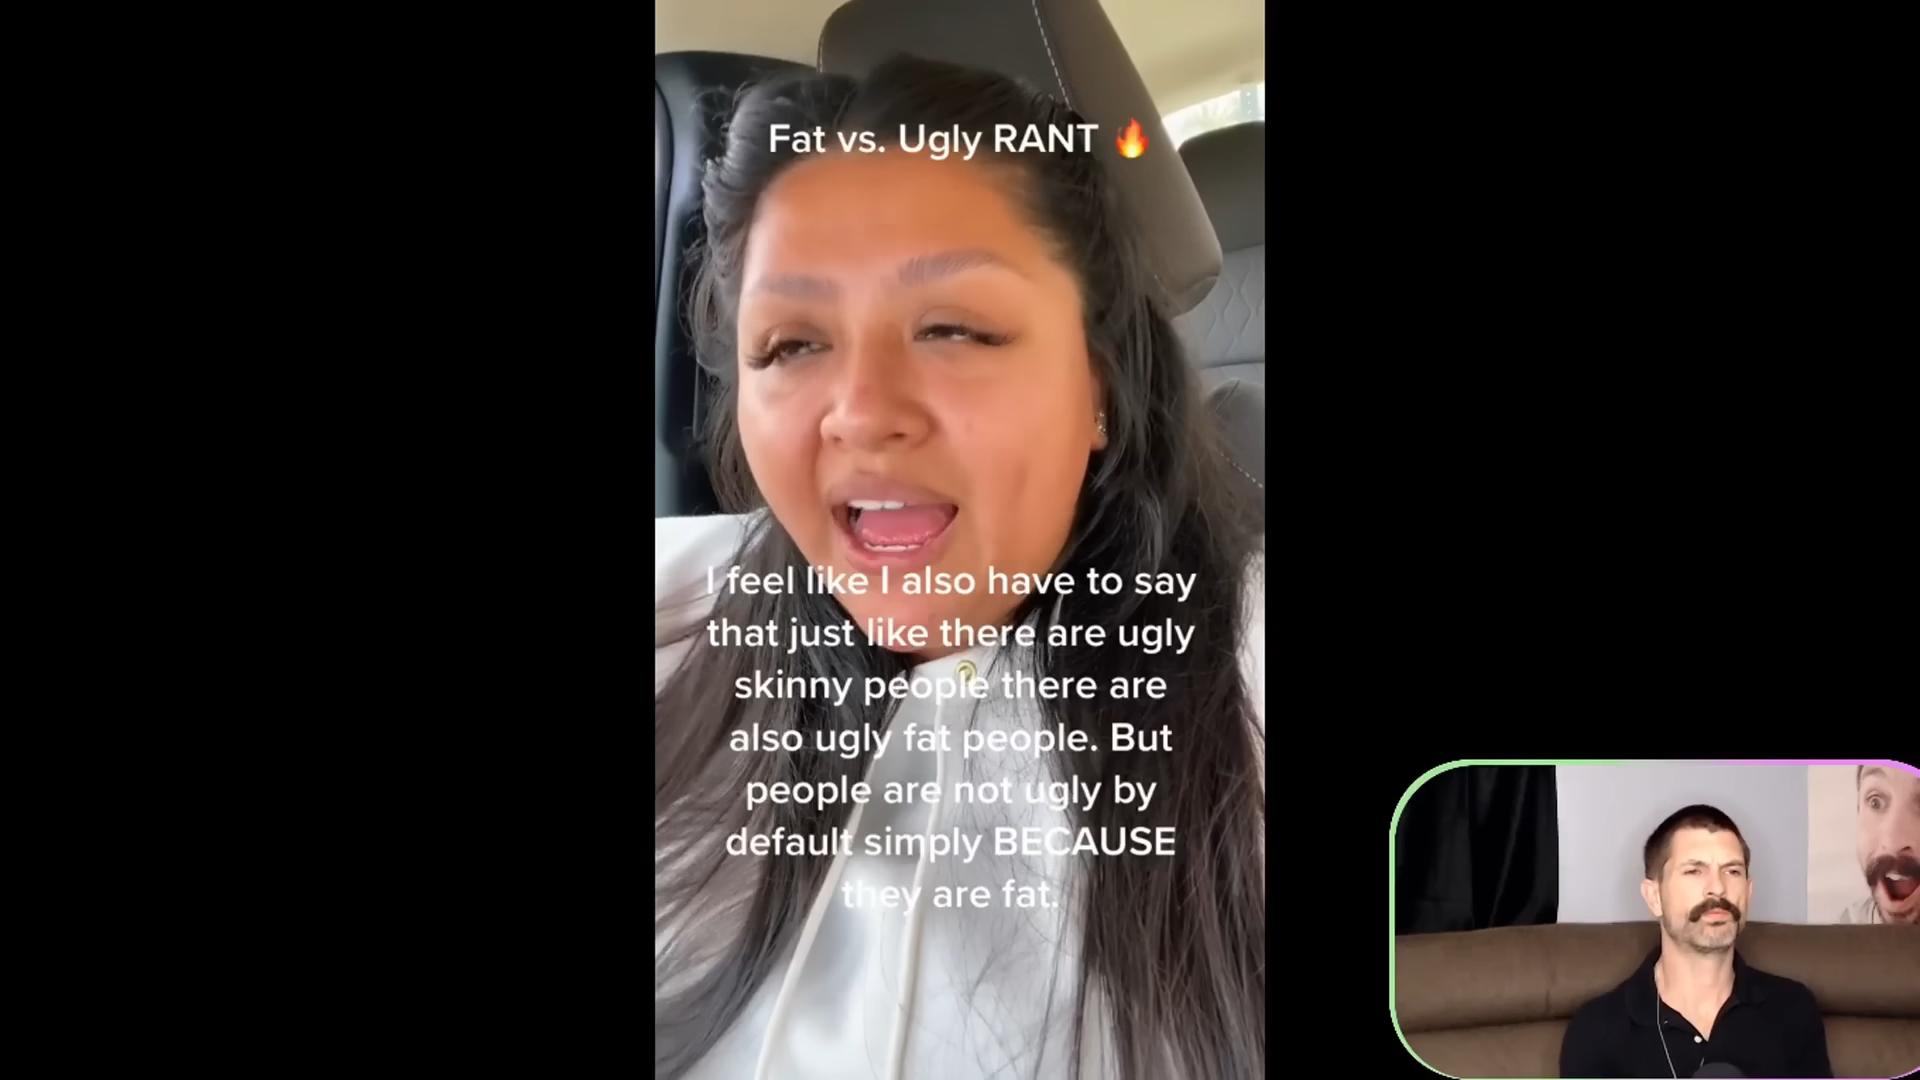 Fat vs. Ugly RANT 🔥
I feel like I also have to say
that just like there are ugly
skinny people there are
also ugly fat people. But
people are not ugly by
default simply BECAUSE
they are fat.